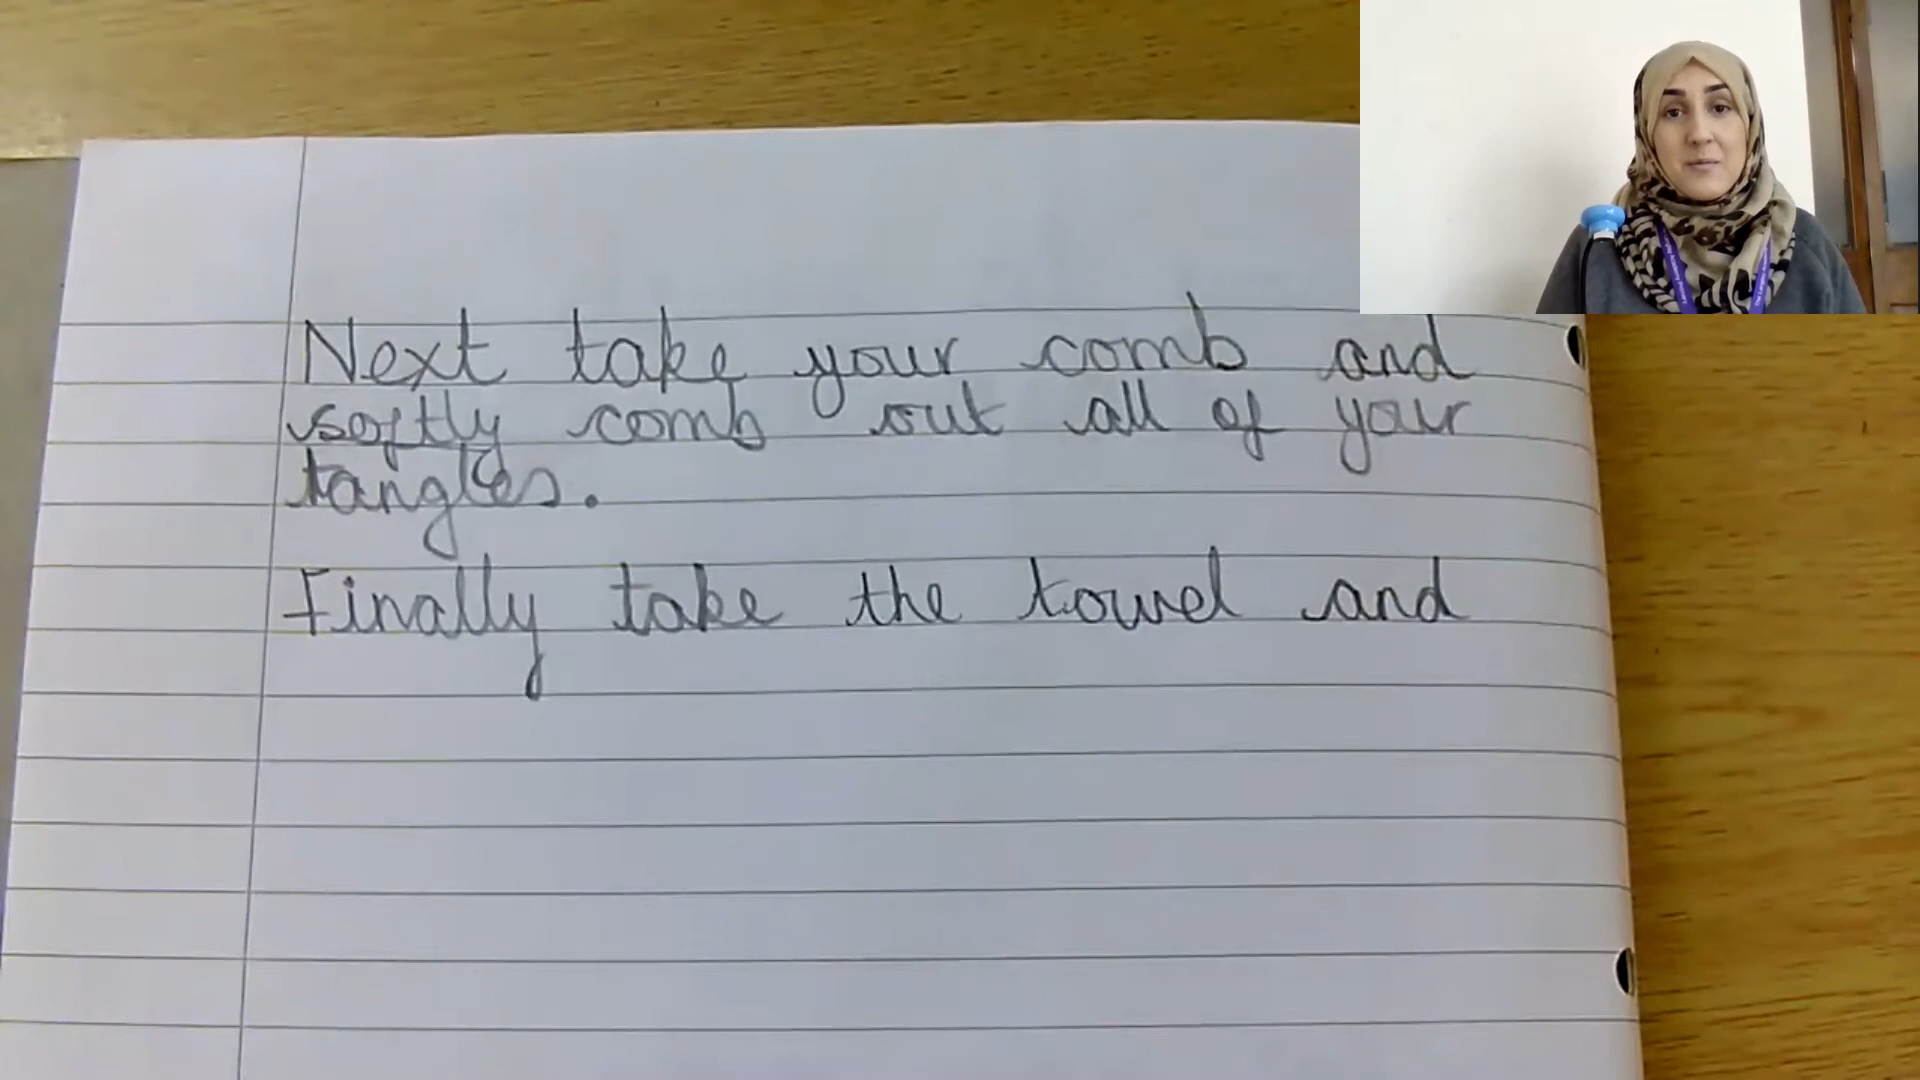 Next take your comb and
softly comb out all of your
tangles.
Finally take the towel and